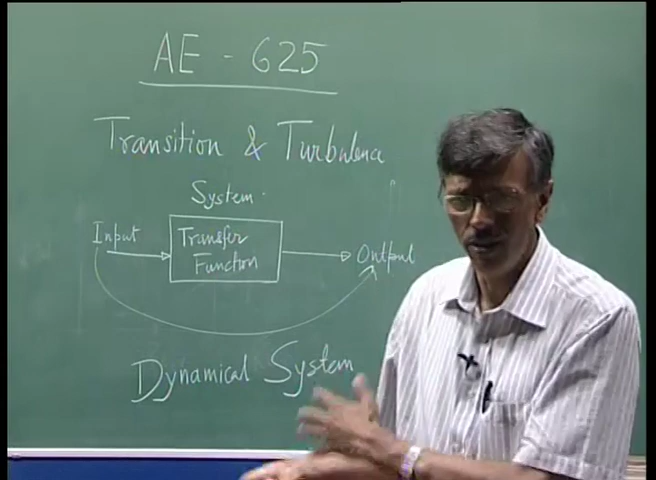 AE - 625
Transition & Turbulence
System.
Input
Transfer
Function
Output
Dynamical System